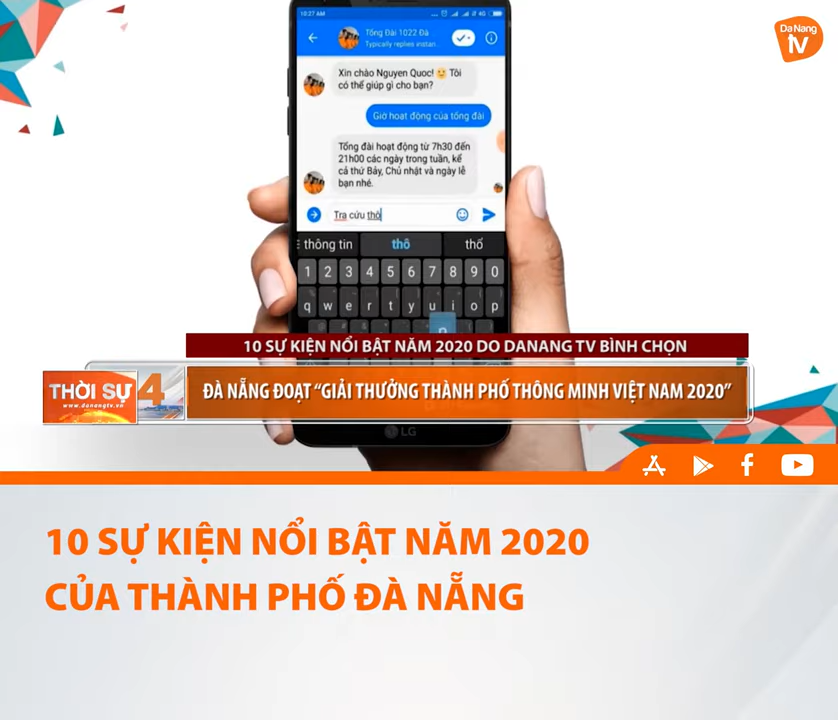 Da Nang
tv
10:27 AM
4G
Tổng Đài 1022 Đà
Typically replies instan
Xin chào Nguyen Quoc! Tôi
có thể giúp gì cho bạn?
Giờ hoạt động của tổng đài
Tổng đài hoạt động từ 7h30 đến
21h00 các ngày trong tuần, kể
cả thứ Bảy, Chủ nhật và ngày lễ
bạn nhé.
Tra cứu thô
thông tin thô thổ
1 2 3 4 5 6 7 8 9 0
q w e r t y u i o p
10 SỰ KIỆN NỔI BẬT NĂM 2020 DO DANANG TV BÌNH CHỌN
THỜI SỰ 4
www.danangtv.vn
ĐÀ NẴNG ĐOẠT “GIẢI THƯỞNG THÀNH PHỐ THÔNG MINH VIỆT NAM 2020”
LG
10 SỰ KIỆN NỔI BẬT NĂM 2020
CỦA THÀNH PHỐ ĐÀ NẴNG